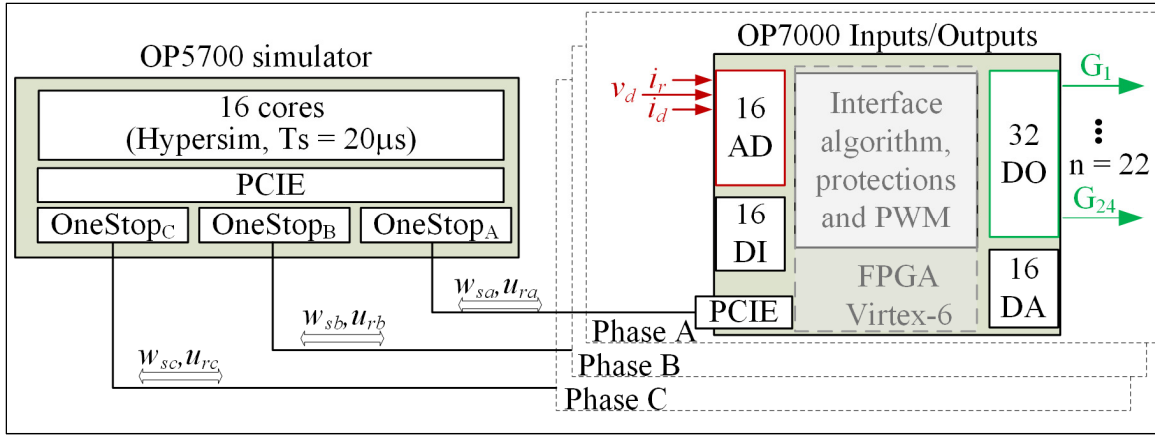 OP5700 simulator
16 cores
(Hypersim, Ts = 20μs)
PCIE
OneStopC
OneStopB
OneStopA
wsa,ura
wsb,urb
wsc,urc
Phase A
Phase B
Phase C
OP7000 Inputs/Outputs
ir
vd
id
16
AD
16
DI
PCIE
Interface
algorithm,
protections
and PWM
FPGA
Virtex-6
32
DO
16
DA
G1
n = 22
G24